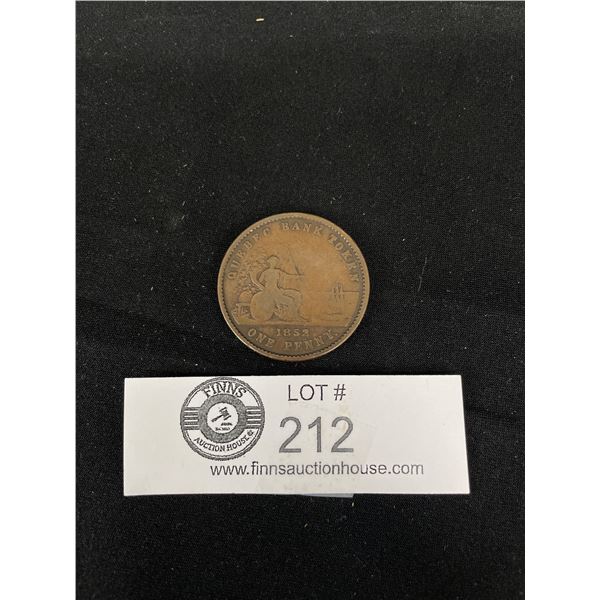 QUEBEC BANK TOKEN
1852
ONE PENNY.
FINNS
AUCTION HOUSE
LOT #
212
www.finnsauctionhouse.com